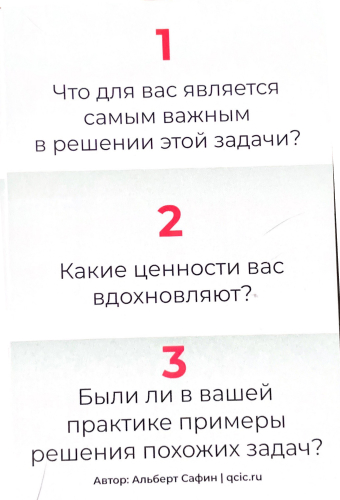 1
Что для вас является
самым важным
в решении этой задачи?
2
Какие ценности вас
вдохновляют?
3
Были ли в вашей
практике примеры
решения похожих задач?
Автор: Альберт Сафин | qcic.ru